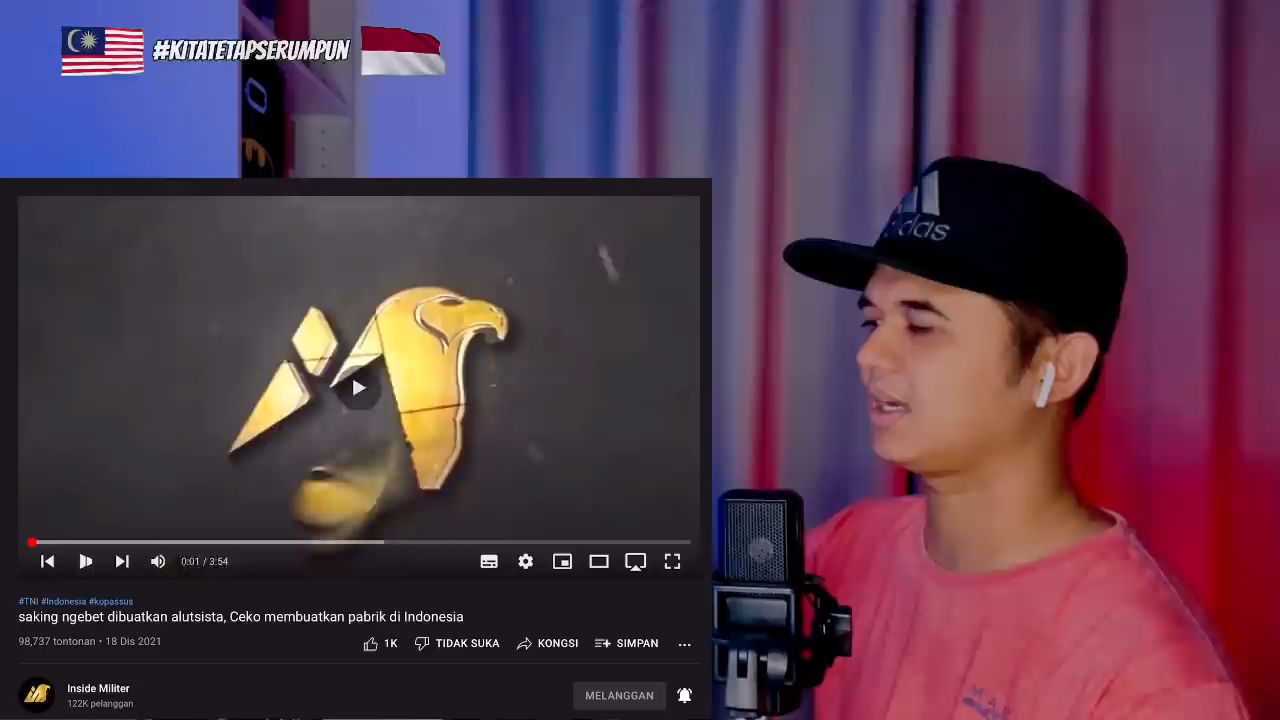 #KITATETAPSERUMPUN
adidas
0:01 / 3:54
#TNI #Indonesia #kopassus
saking ngebet dibuatkan alutsista, Ceko membuatkan pabrik di Indonesia
98,737 tontonan • 18 Dis 2021
1K
TIDAK SUKA
KONGSI
SIMPAN
Inside Militer
122K pelanggan
MELANGGAN